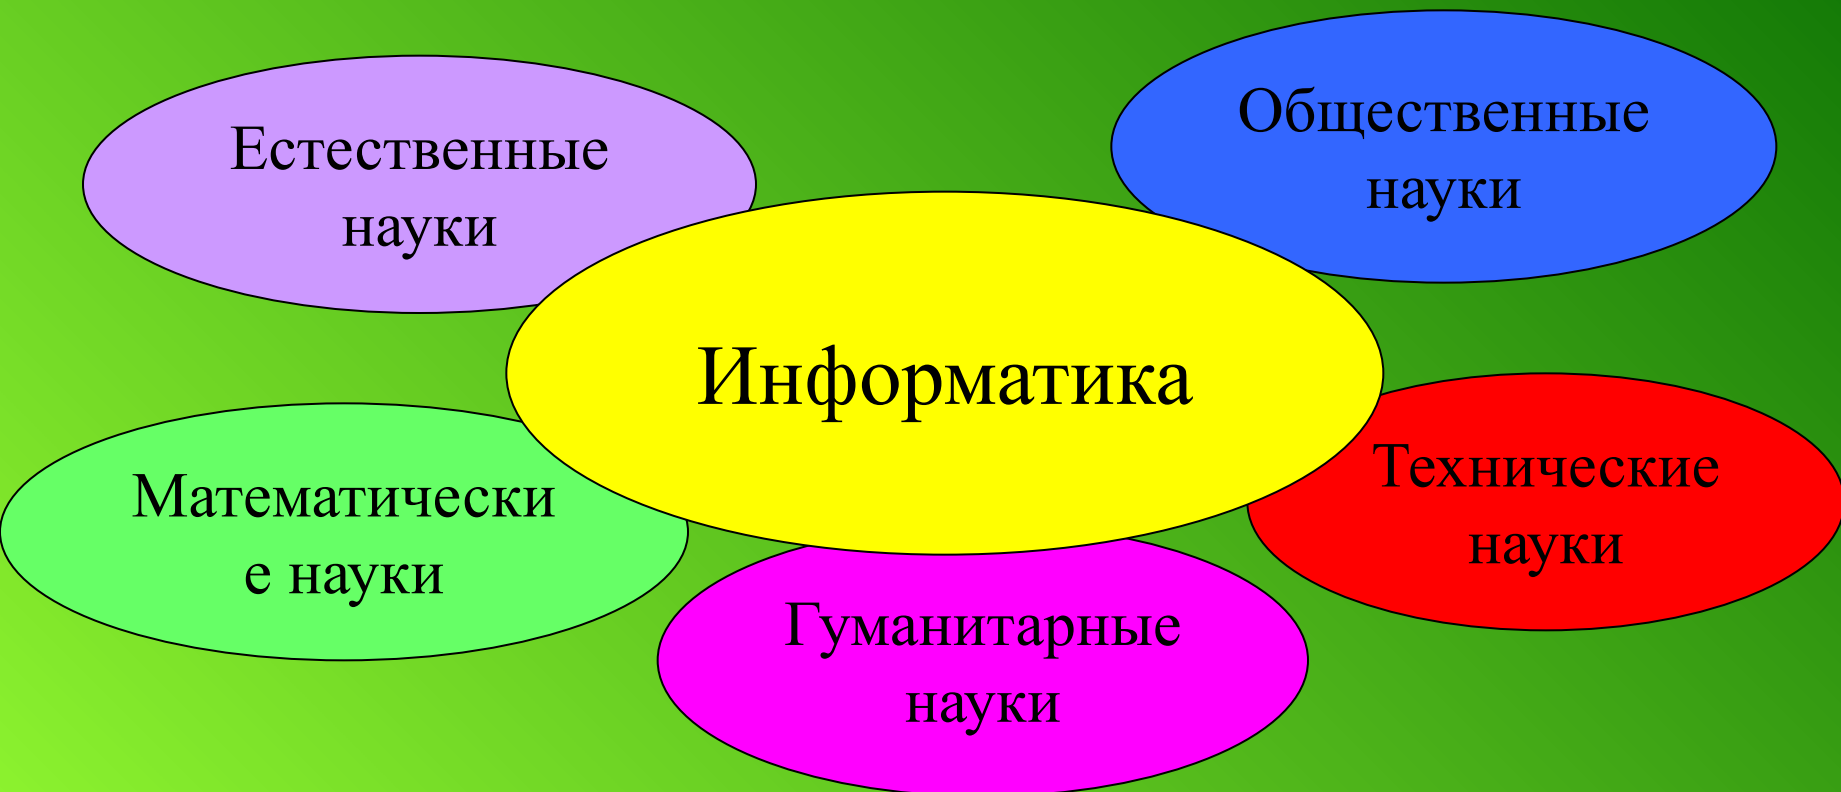 Естественные
науки
Общественные
науки
Информатика
Математически
е науки
Технические
науки
Гуманитарные
науки